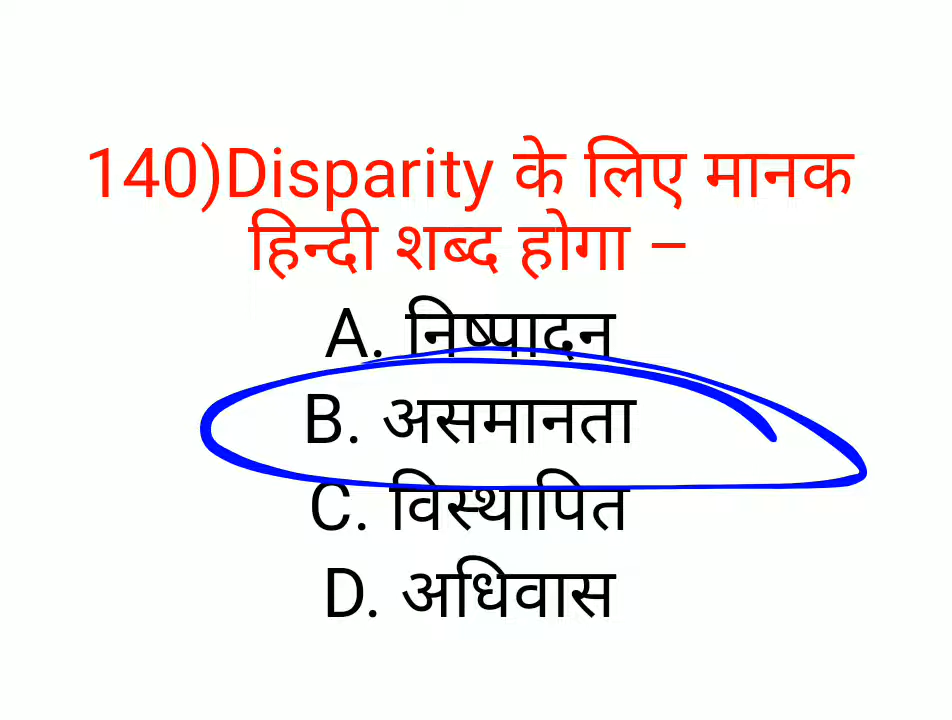 140)Disparity के लिए मानक
हिन्दी शब्द होगा –
A. निष्पादन
B. असमानता
C. विस्थापित
D. अधिवास